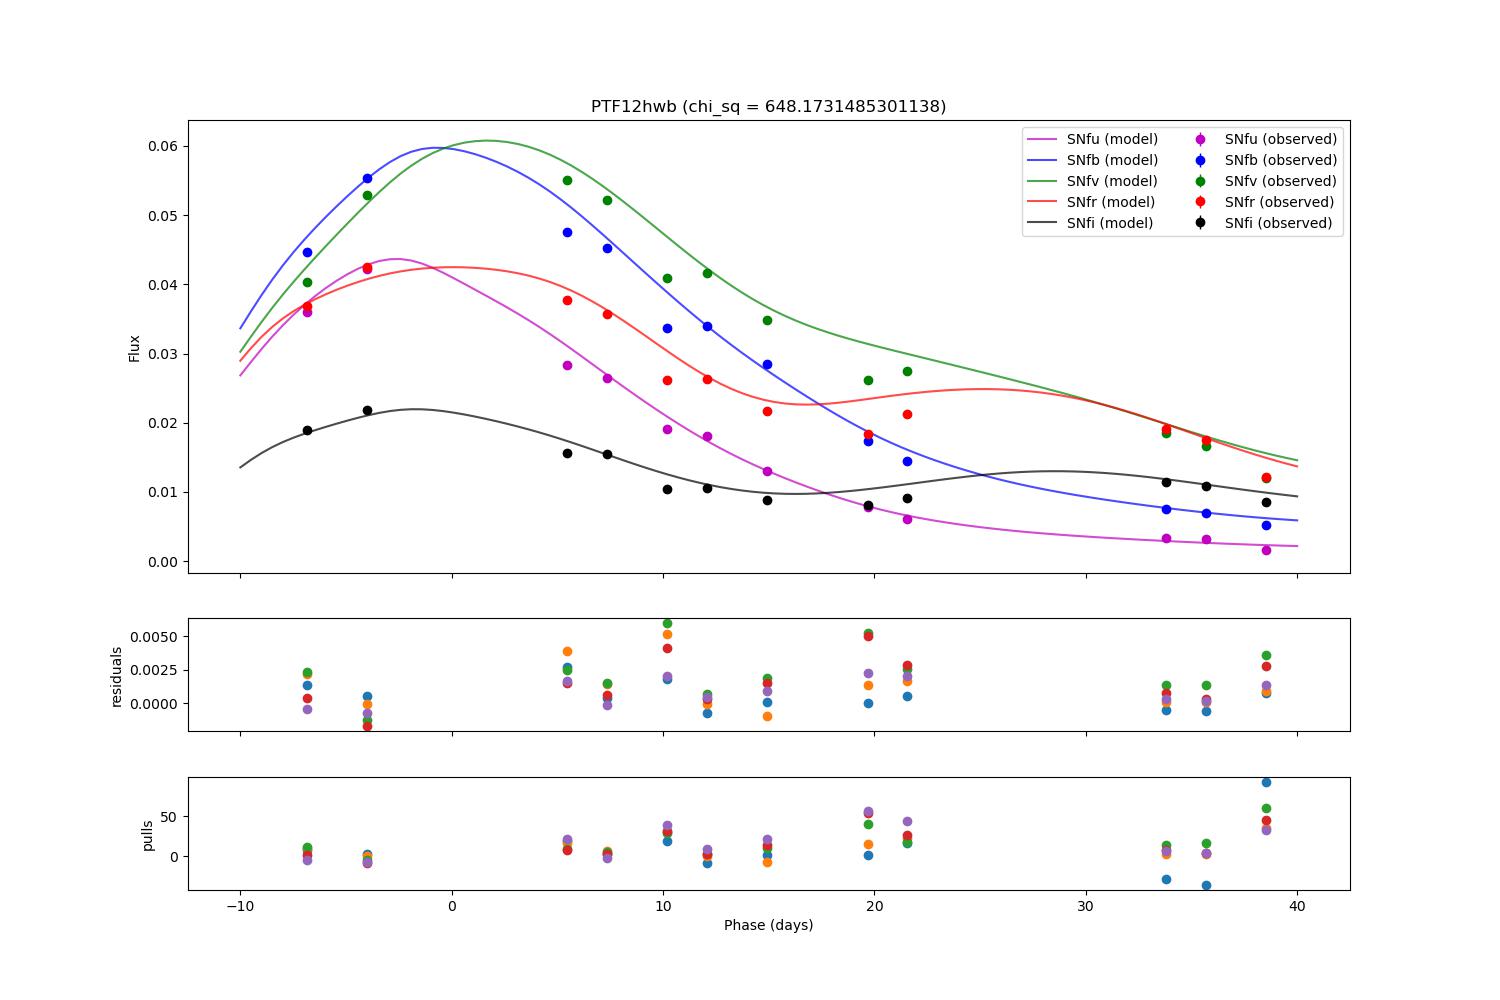 PTF12hwb (chi_sq = 648.1731485301138)
SNfu (model)
SNfb (model)
SNfv (model)
SNfr (model)
SNfi (model)
SNfu (observed)
SNfb (observed)
SNfv (observed)
SNfr (observed)
SNfi (observed)
Flux
0.06
0.05
0.04
0.03
0.02
0.01
0.00
residuals
0.0050
0.0025
0.0000
pulls
50
0
−10
0
10
20
30
40
Phase (days)